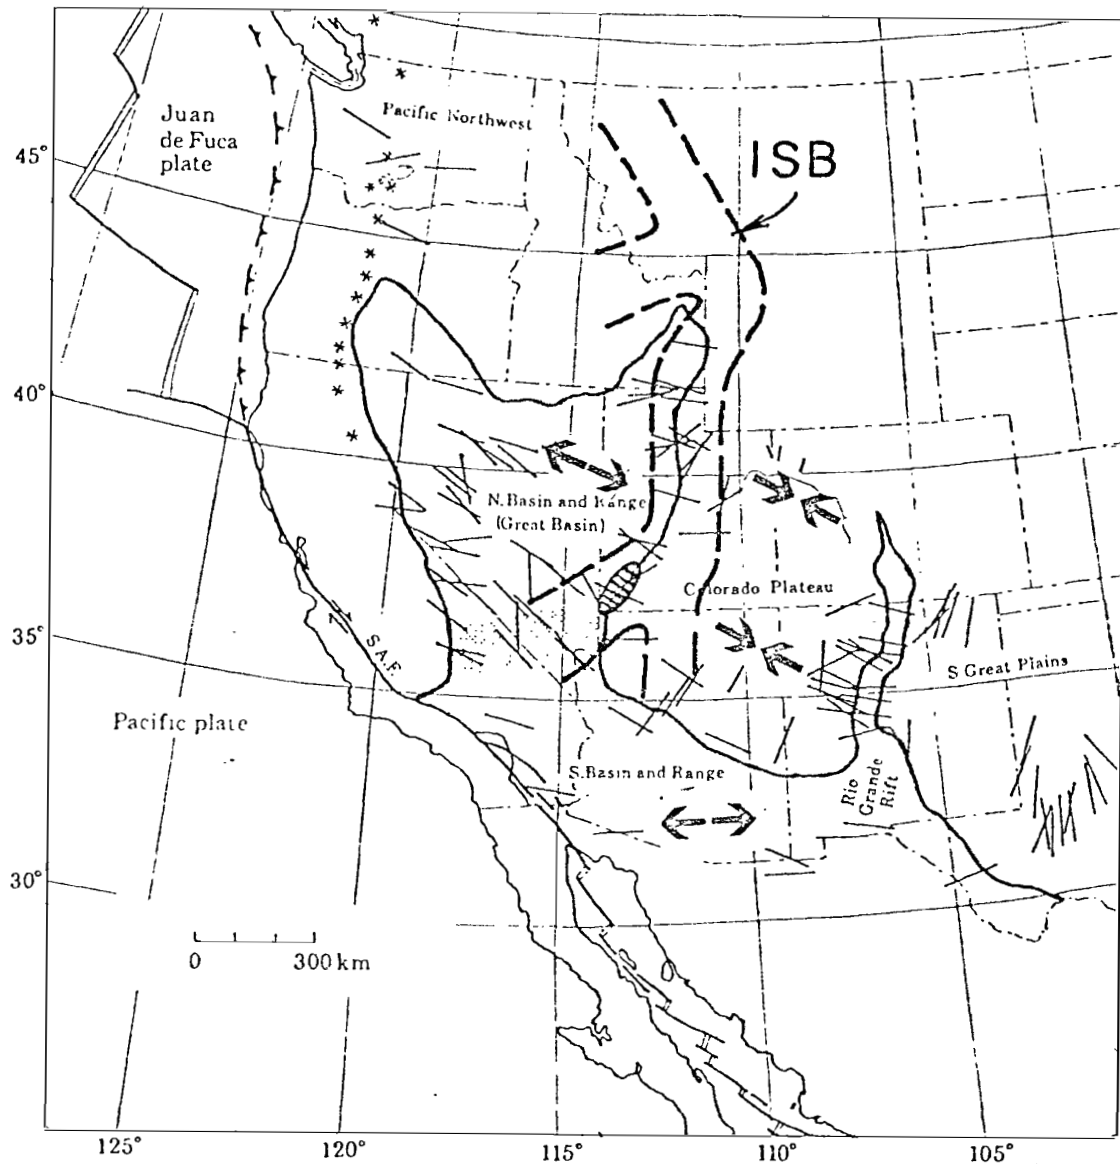 Juan
de Fuca
plate
Pacific Northwest
ISB
45°
40°
N. Basin and Range
(Great Basin)
Colorado Plateau
35°
S.A.F.
S Great Plains
Pacific plate
S. Basin and Range
Rio
Grande
Rift
30°
0 300 km
125° 120° 115° 110° 105°